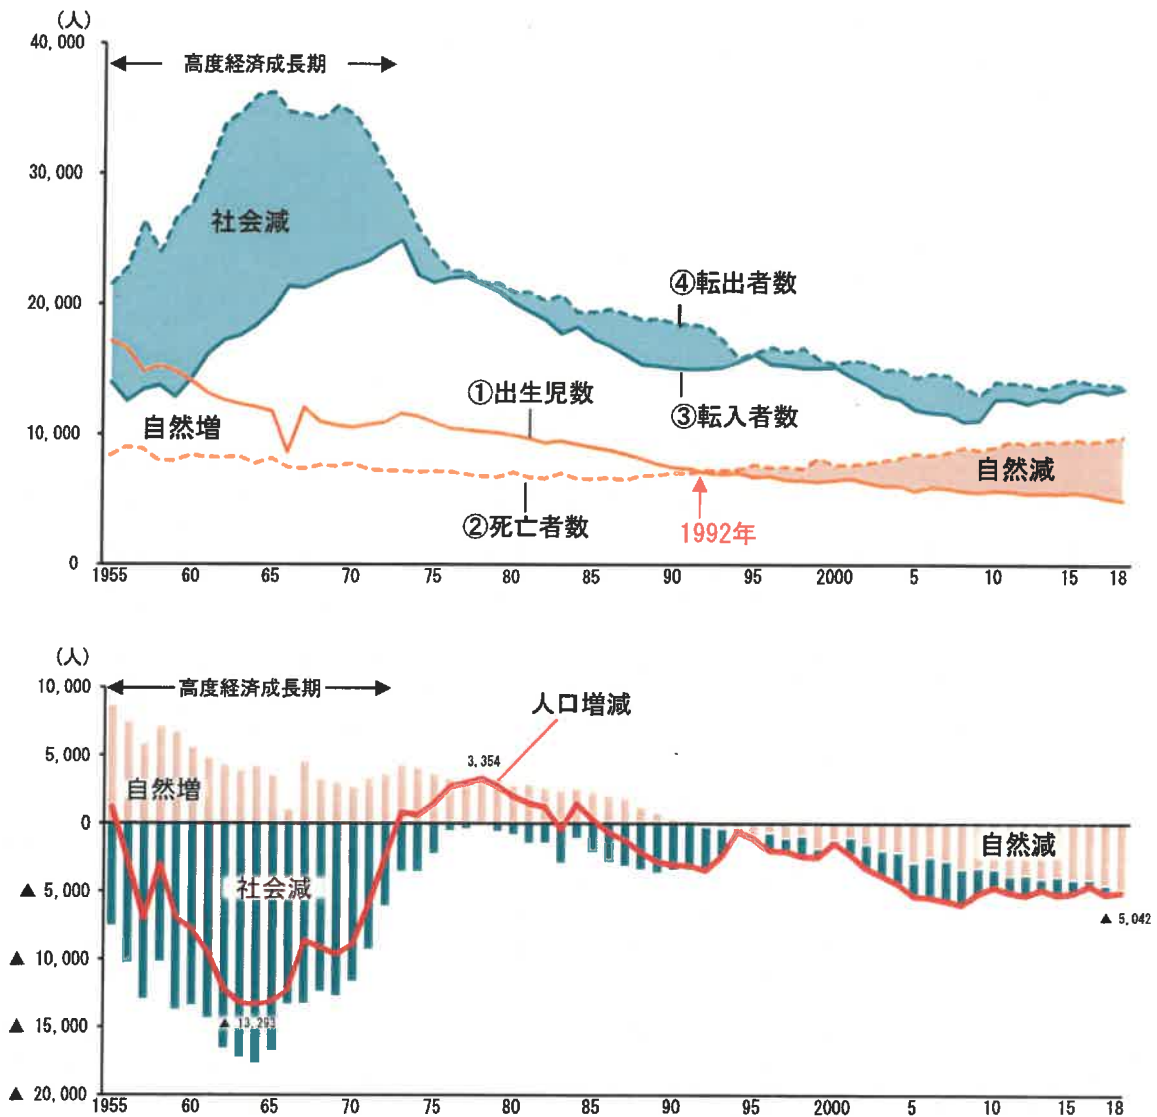 (人)
40,000
高度経済成長期
30,000
社会減
④転出者数
20,000
①出生児数
③転入者数
自然増
10,000
自然減
②死亡者数
1992年
0
1955 60 65 70 75 80 85 90 95 2000 5 10 15 18
(人)
10,000
高度経済成長期
人口増減
3,354
5,000
自然増
0
自然減
社会減
▲ 5,000
▲ 5,042
▲ 10,000
▲ 13,293
▲ 15,000
▲ 20,000
1955 60 65 70 75 80 85 90 95 2000 5 10 15 18